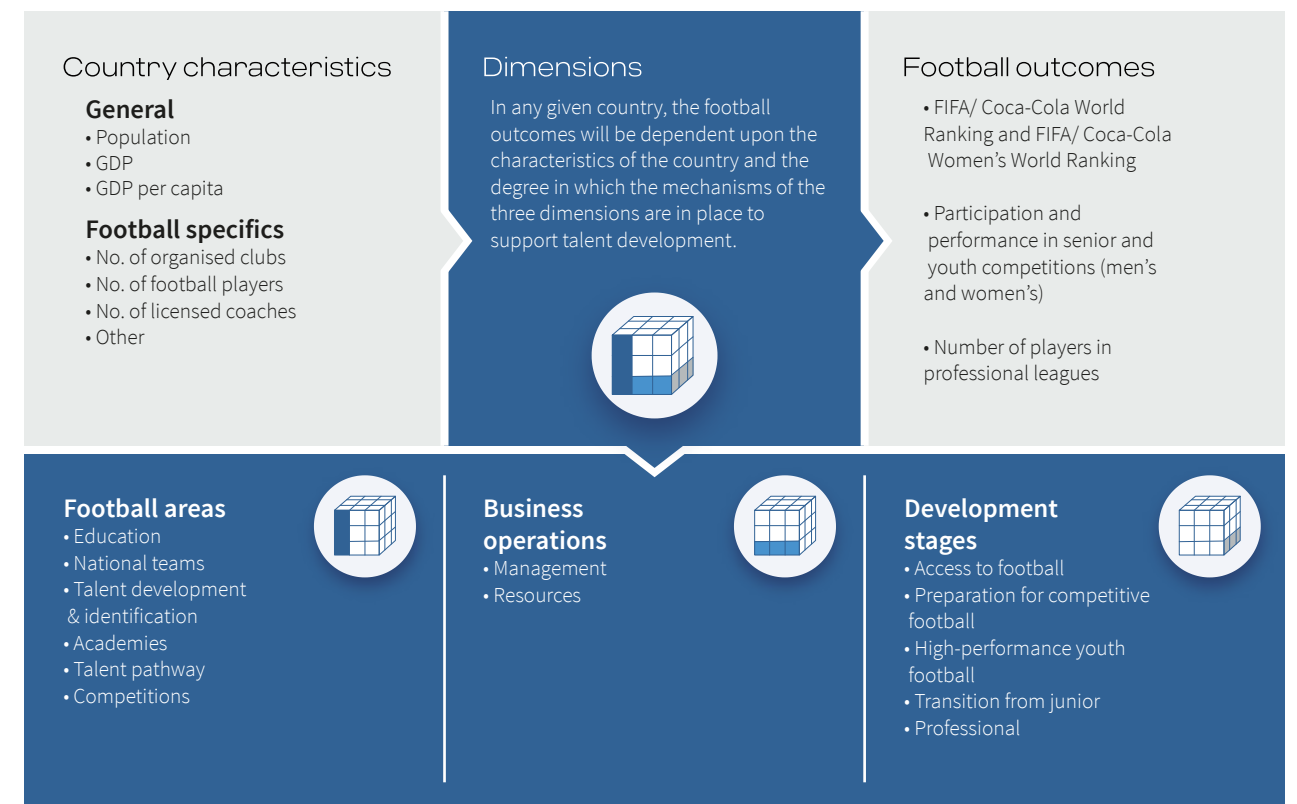 Country characteristics
General
• Population
• GDP
• GDP per capita
Football specifics
• No. of organised clubs
• No. of football players
• No. of licensed coaches
• Other
Dimensions
In any given country, the football
outcomes will be dependent upon the
characteristics of the country and the
degree in which the mechanisms of the
three dimensions are in place to
support talent development.
Football outcomes
• FIFA/ Coca-Cola World
Ranking and FIFA/ Coca-Cola
Women’s World Ranking
• Participation and
performance in senior and
youth competitions (men’s
and women’s)
• Number of players in
professional leagues
Football areas
• Education
• National teams
• Talent development
& identification
• Academies
• Talent pathway
• Competitions
Business
operations
• Management
• Resources
Development
stages
• Access to football
• Preparation for competitive
football
• High-performance youth
football
• Transition from junior
• Professional